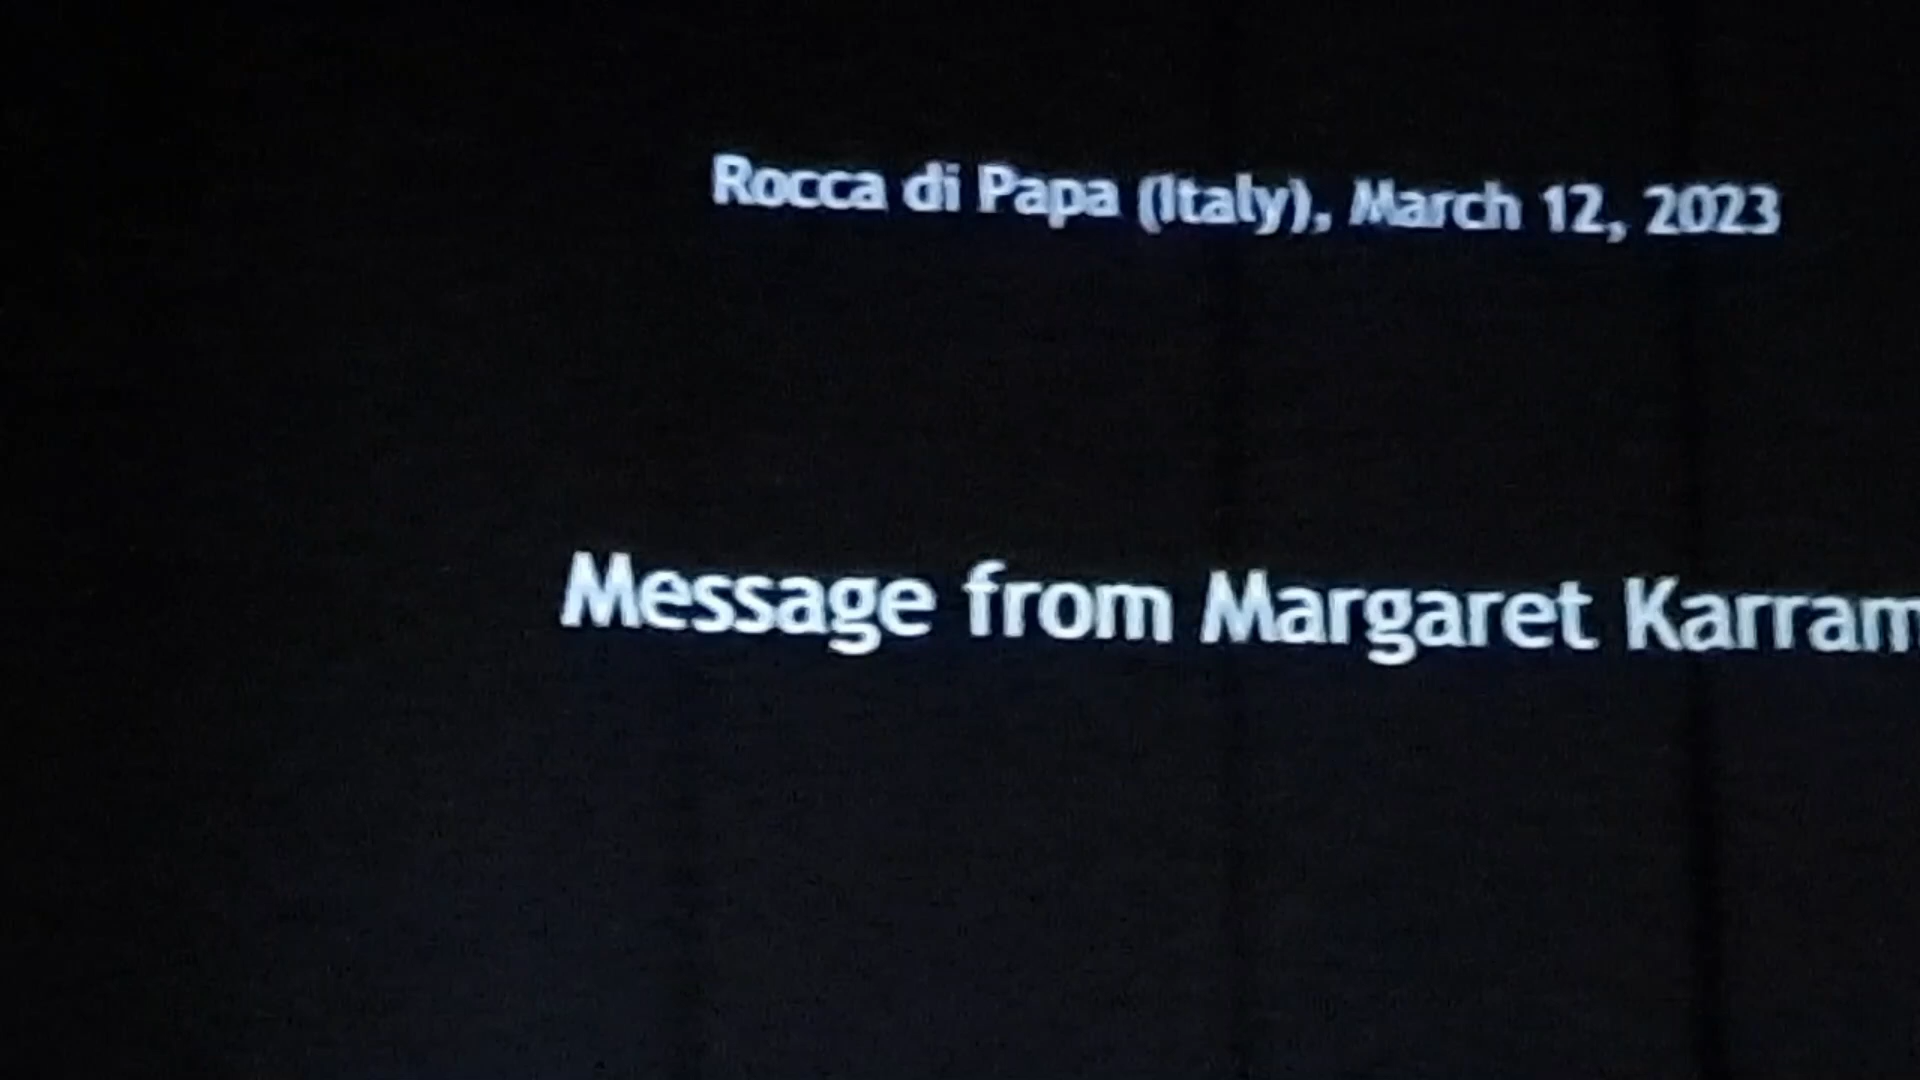 Rocca di Papa (Italy), March 12, 2023
Message from Margaret Karram